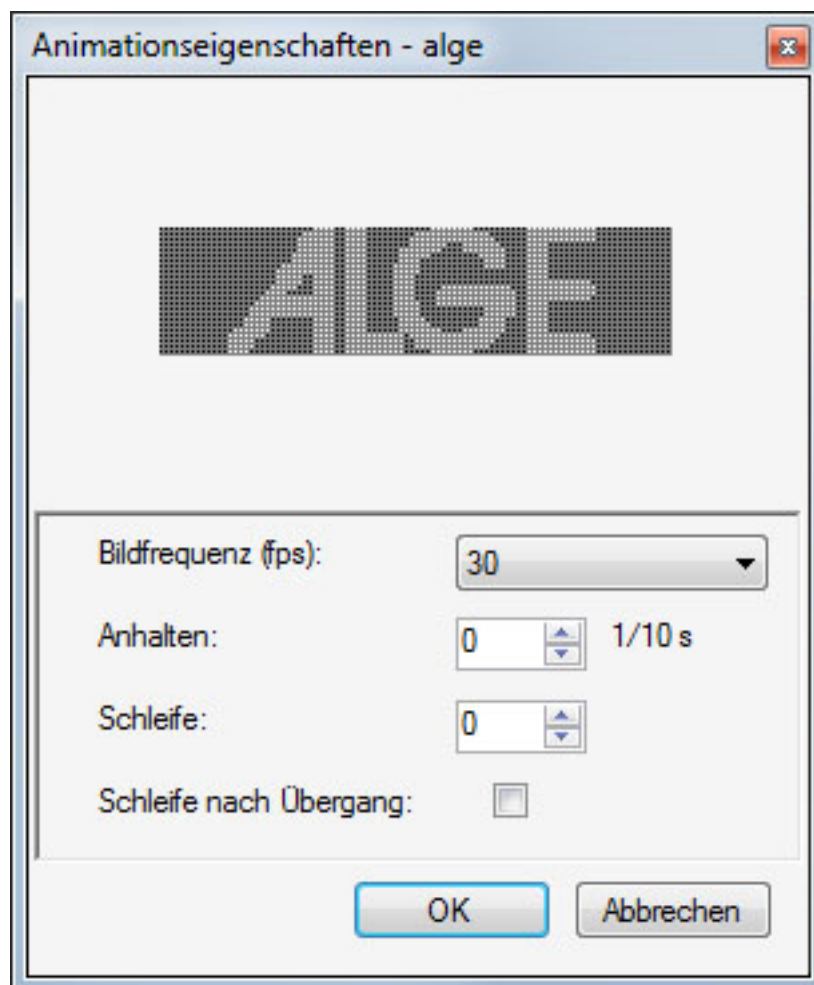 Animationseigenschaften - alge
ALGE
Bildfrequenz (fps): 30
Anhalten: 0 1/10 s
Schleife: 0
Schleife nach Übergang:
OK Abbrechen